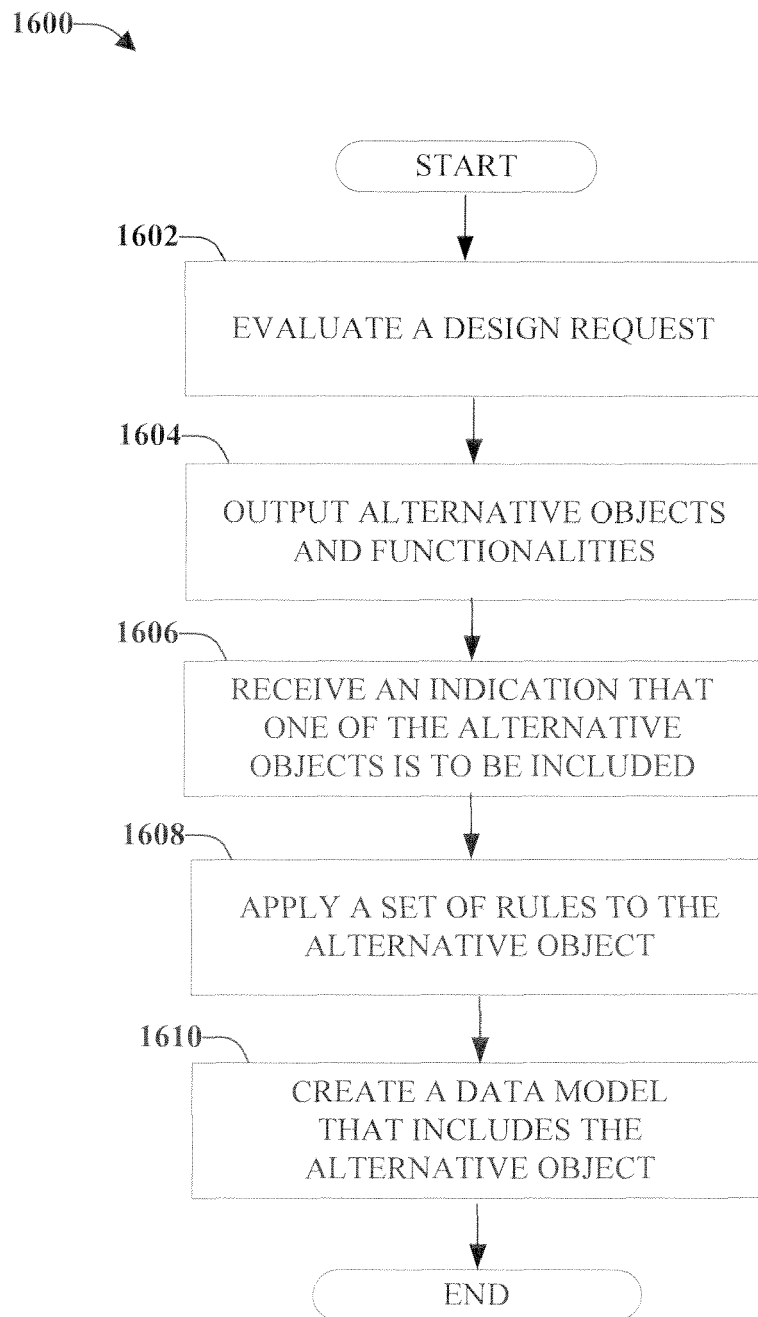 1600
START
1602
EVALUATE A DESIGN REQUEST
1604
OUTPUT ALTERNATIVE OBJECTS
AND FUNCTIONALITIES
1606
RECEIVE AN INDICATION THAT
ONE OF THE ALTERNATIVE
OBJECTS IS TO BE INCLUDED
1608
APPLY A SET OF RULES TO THE
ALTERNATIVE OBJECT
1610
CREATE A DATA MODEL
THAT INCLUDES THE
ALTERNATIVE OBJECT
END